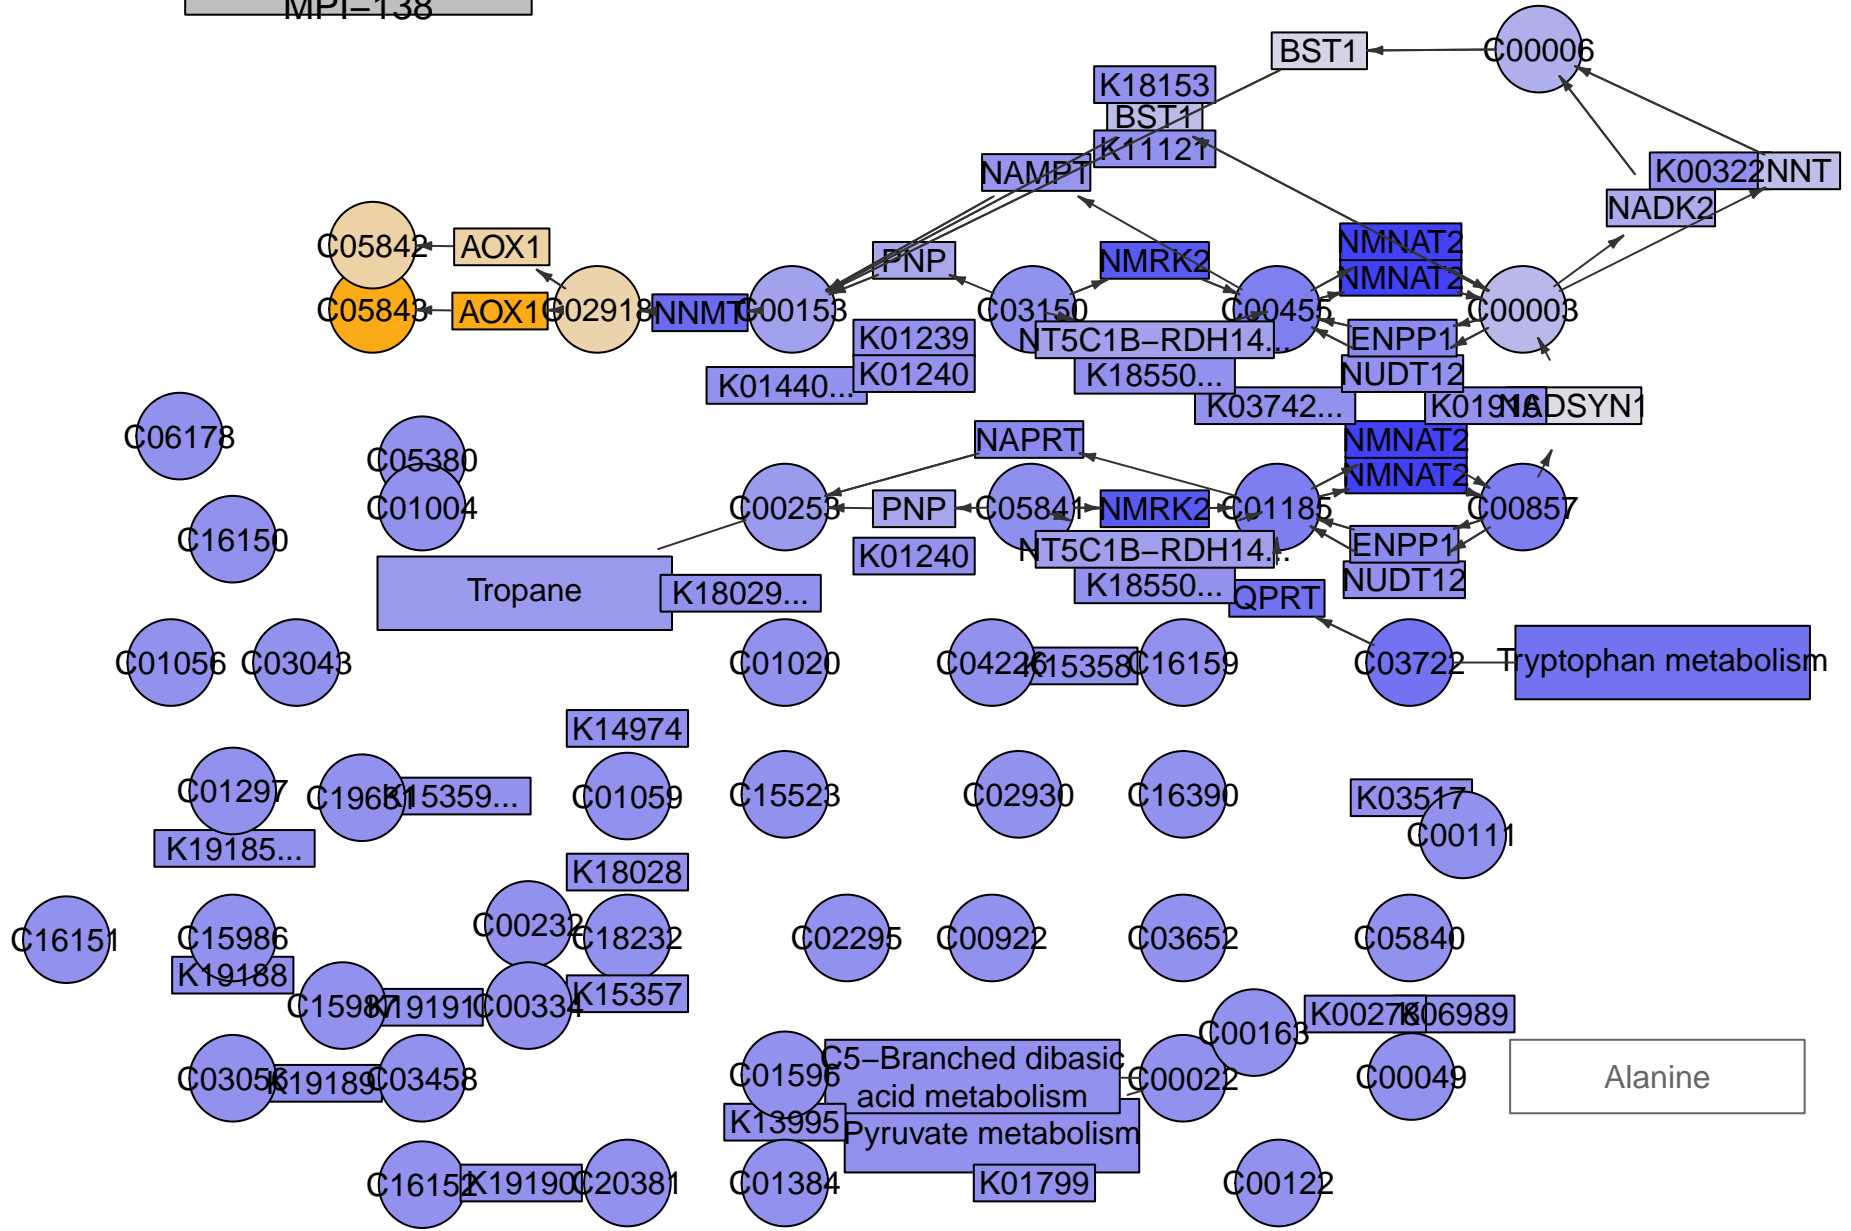 MPI−138
BST1
C00006
K18153
BST1
K11121
NAMPT
K00322
NNT
NADK2
C05842
AOX1
PNP
NMRK2
NMNAT2
NMNAT2
C05843
AOX1
C02918
NNMT
C00153
C03150
C00455
C00003
K01239
NT5C1B−RDH14...
ENPP1
K01240
K18550...
NUDT12
K01440...
K03742...
K01916
NADSYN1
C06178
NAPRT
NMNAT2
C05380
NMNAT2
C01004
C00253
PNP
C05841
NMRK2
C01185
C00857
C16150
K01240
NT5C1B−RDH14...
ENPP1
Tropane
K18029...
K18550...
NUDT12
QPRT
C01056
C03043
C01020
C04226
K15358
C16159
C03722
Tryptophan metabolism
K14974
C01297
C19631
K15359...
C01059
C15523
C02930
C16390
K03517
C00111
K19185...
K18028
C16151
C15986
C00232
C18232
C02295
C00922
C03652
C05840
K19188
K15357
C15987
K19191
C00334
C00163
K00278
K06989
C03056
K19189
C03458
C01596
C5−Branched dibasic
acid metabolism
C00022
C00049
Alanine
K13995
Pyruvate metabolism
C16152
K19190
C20381
C01384
K01799
C00122